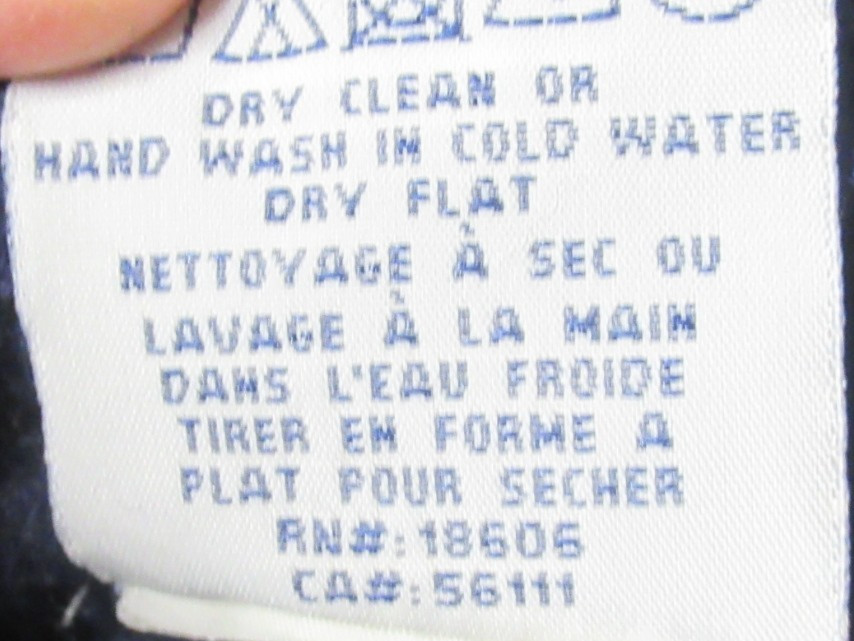 DRY CLEAN OR
HAND WASH IN COLD WATER
DRY FLAT
NETTOYAGE À SEC OU
LAVAGE À LA MAIN
DANS L'EAU FROIDE
TIRER EN FORME A
PLAT POUR SECHER
RN#:18606
CA#:56111